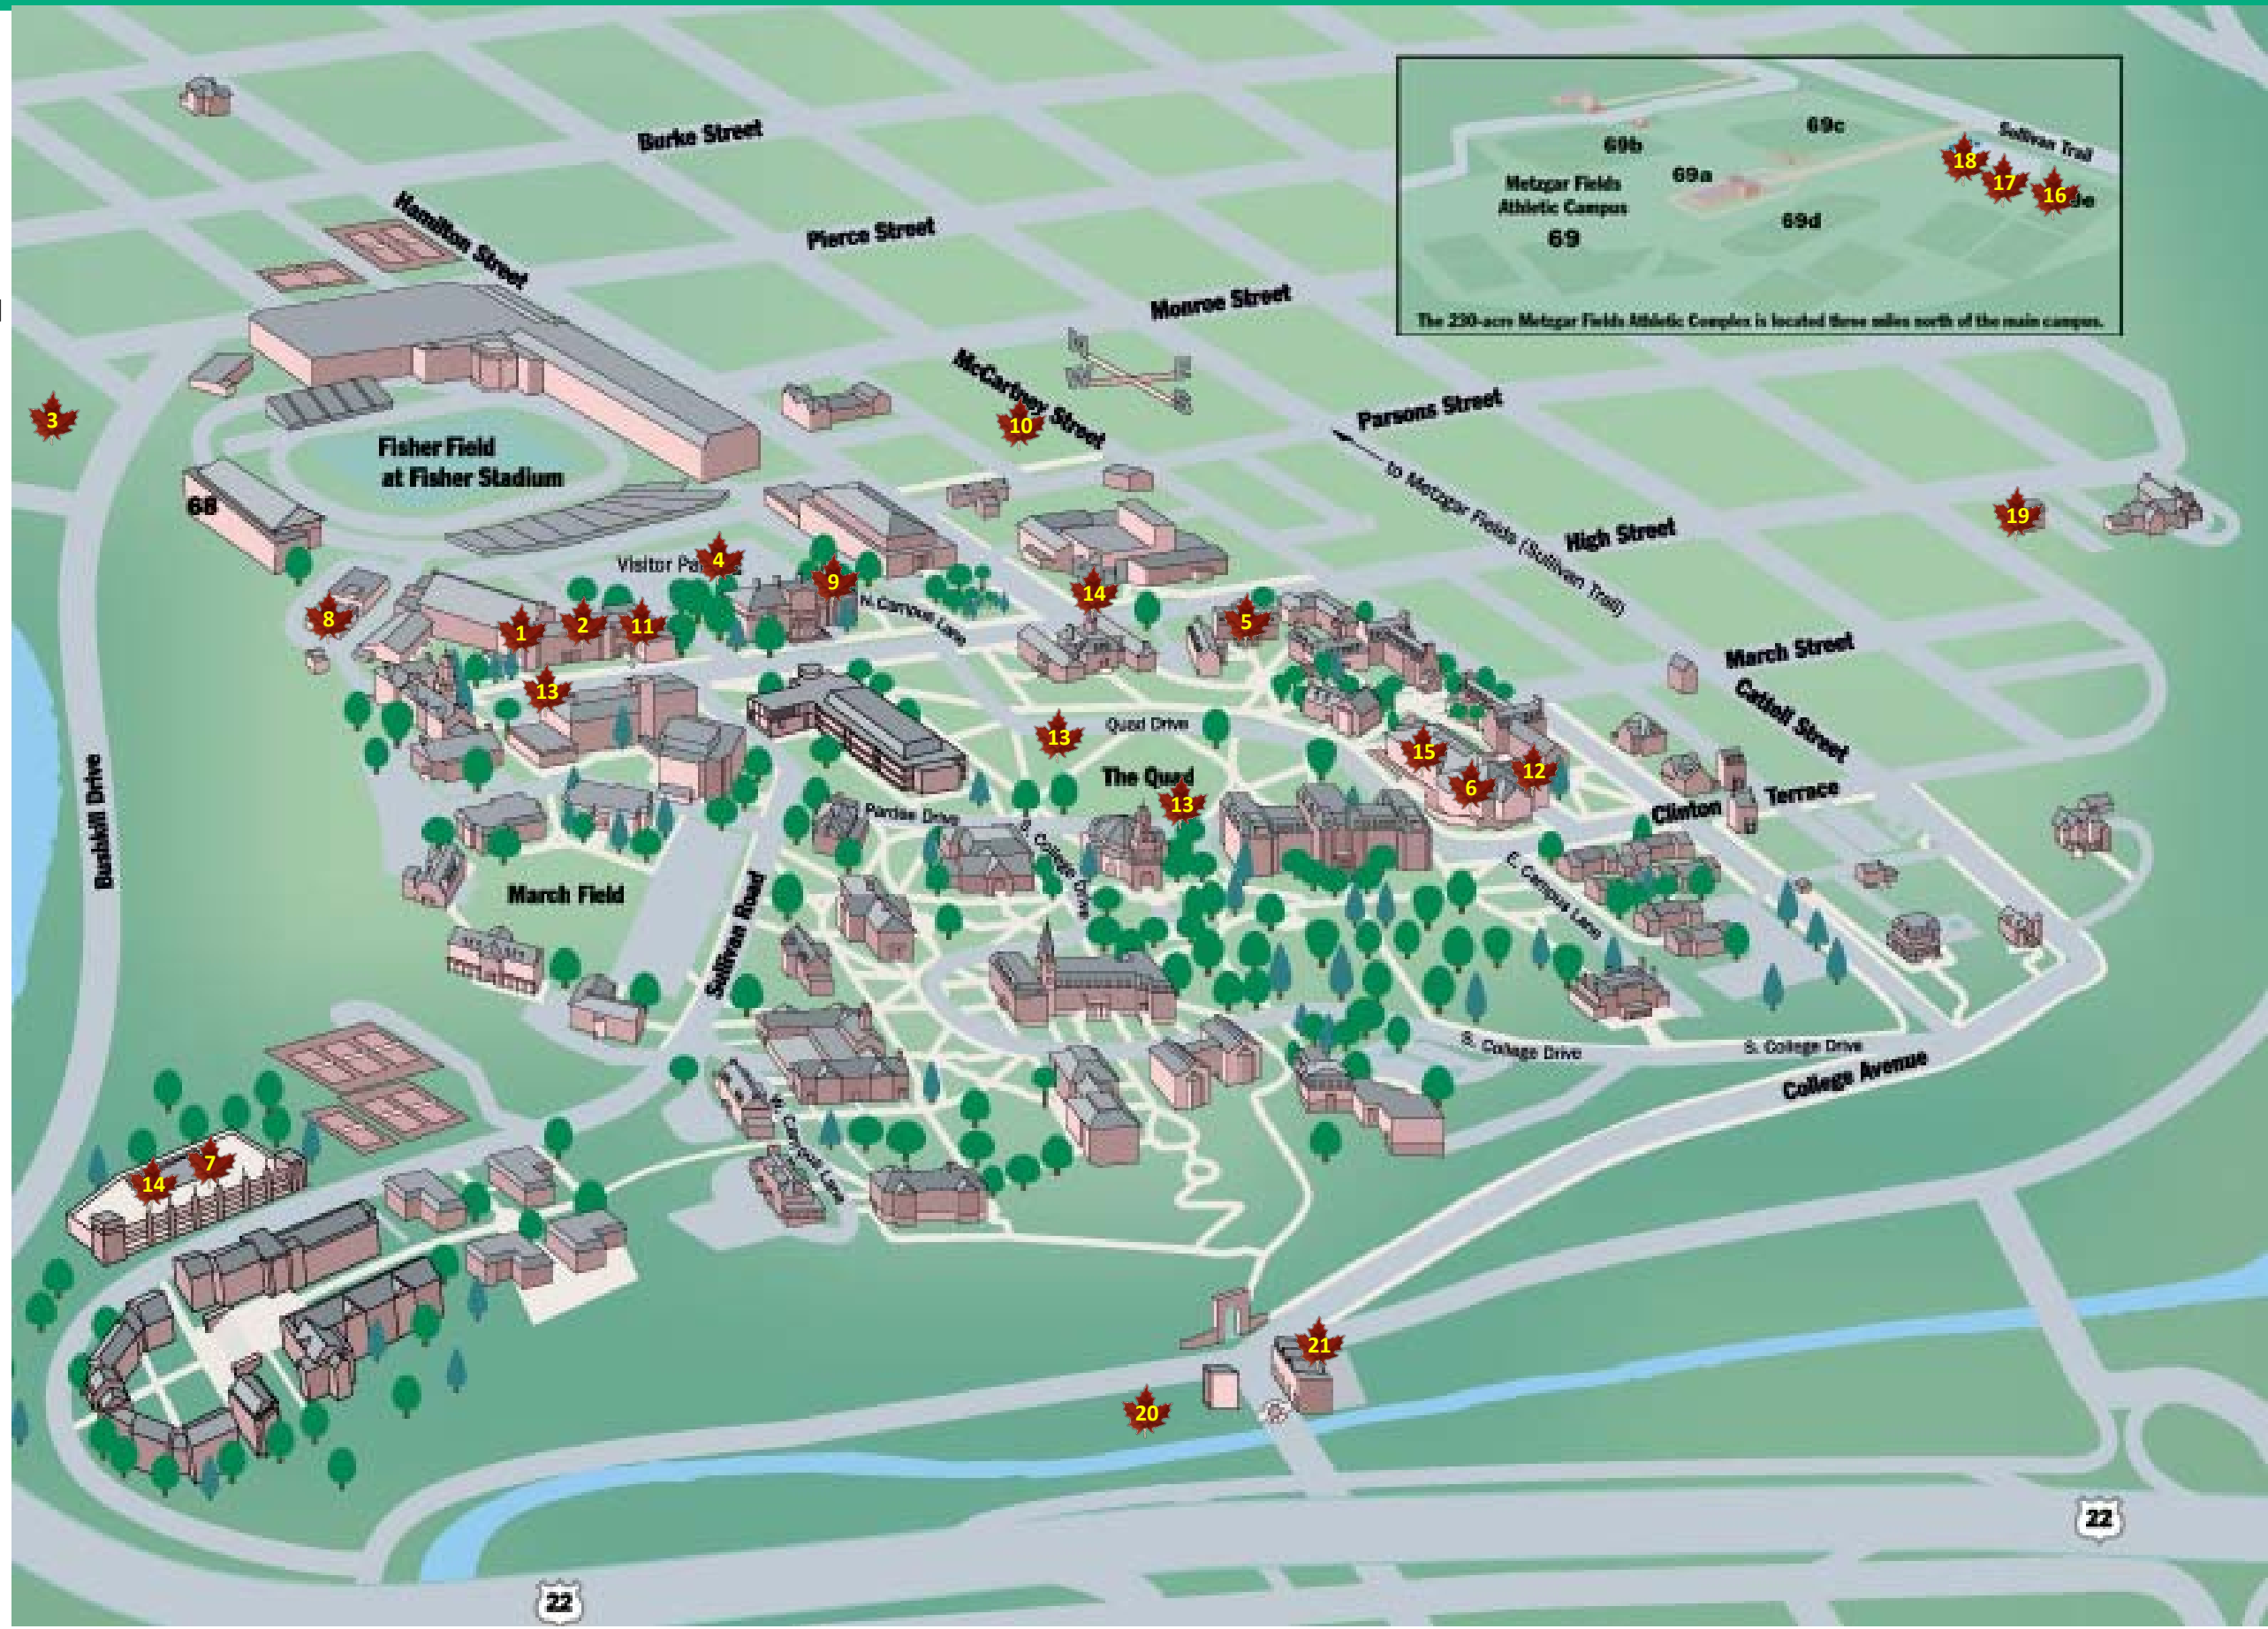 Burke Street
Hamilton Street
Pierce Street
Monroe Street
McCartney Street
N
W
E
S
Parsons Street
to Metzgar Fields (Sullivan Trail)
High Street
March Street
Cattell Street
Clinton Terrace
69b
69c
69a
Metzgar Fields
Athletic Campus
69
69d
Sullivan Trail
18
17
16
The 230-acre Metzgar Fields Athletic Complex is located three miles north of the main campus.
3
10
19
Fisher Field
at Fisher Stadium
68
Visitor Pa
4
9
N. Campus Lane
8
1
2
11
14
5
13
13
Quad Drive
The Quad
13
15
6
12
Pardee Drive
S. College Drive
March Field
Bushkill Drive
Sullivan Road
E. Campus Lane
S. College Drive
S. College Drive
College Avenue
W. Campus Lane
14
7
21
20
22
22